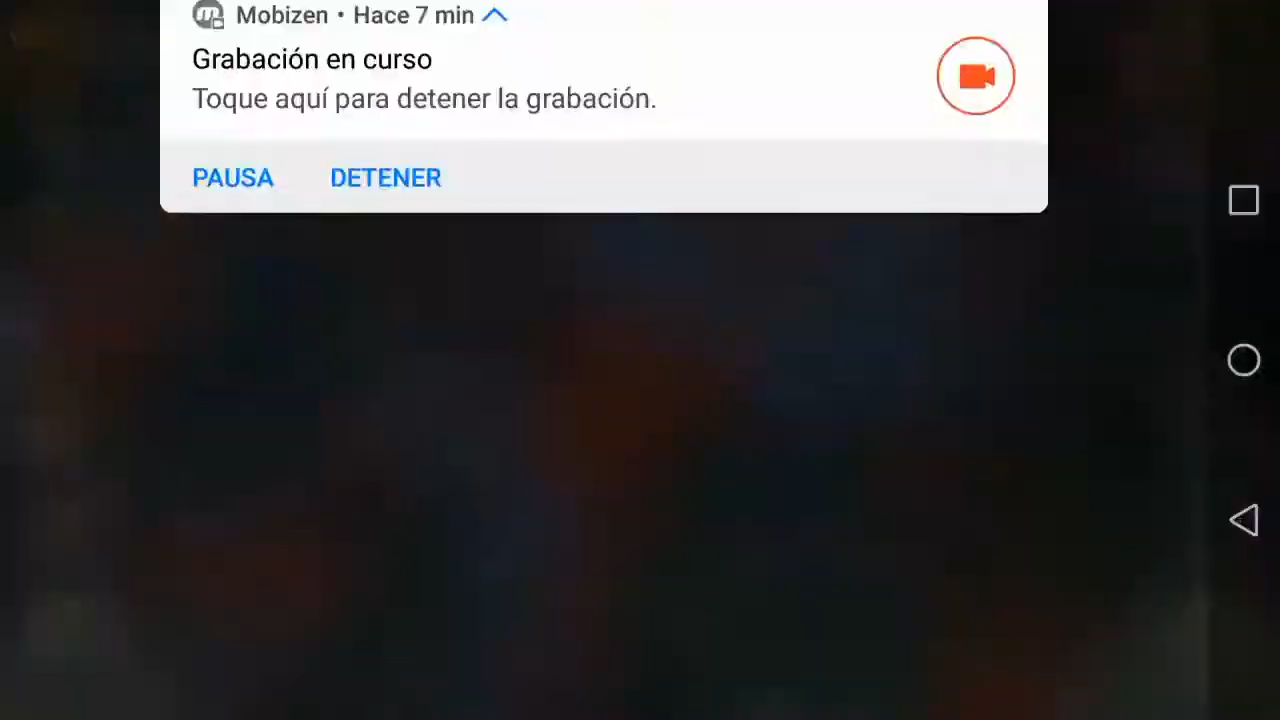 Mobizen • Hace 7 min
Grabación en curso
Toque aquí para detener la grabación.
PAUSA DETENER